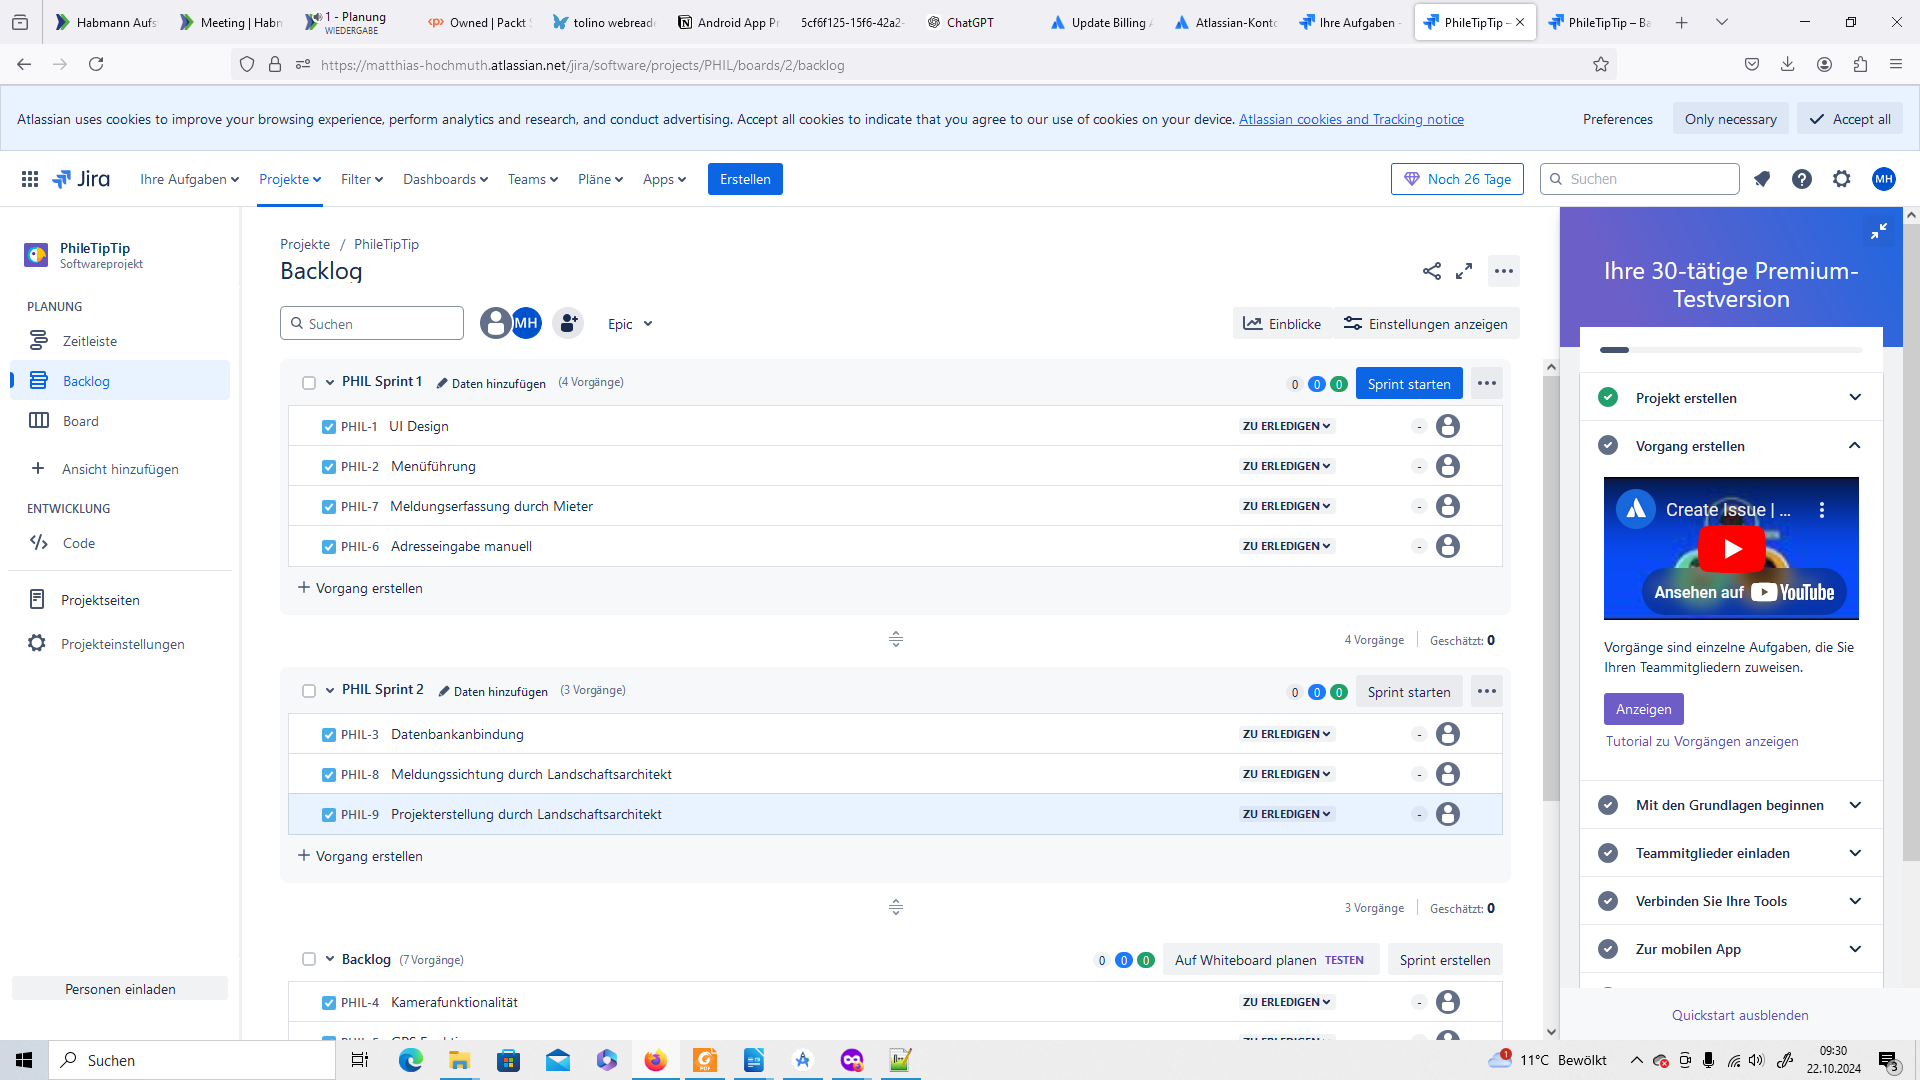 Habmann Aufs
Meeting | Habm
1 - Planung
WIEDERGABE
Owned | Packt
tolino webreade
Android App Pr
5cf6f125-15f6-42a2-
ChatGPT
Update Billing
Atlassian-Konto
Ihre Aufgaben -
PhileTipTip –
PhileTipTip – Ba
https://matthias-hochmuth.atlassian.net/jira/software/projects/PHIL/boards/2/backlog
Atlassian uses cookies to improve your browsing experience, perform analytics and research, and conduct advertising. Accept all cookies to indicate that you agree to our use of cookies on your device. Atlassian cookies and Tracking notice
Preferences
Only necessary
Accept all
Jira
Ihre Aufgaben
Projekte
Filter
Dashboards
Teams
Pläne
Apps
Erstellen
Noch 26 Tage
Suchen
MH
PhileTipTip
Softwareprojekt
PLANUNG
Zeitleiste
Backlog
Board
Ansicht hinzufügen
ENTWICKLUNG
Code
Projektseiten
Projekteinstellungen
Personen einladen
Projekte / PhileTipTip
Backlog
Suchen
MH
Epic
Einblicke
Einstellungen anzeigen
PHIL Sprint 1 Daten hinzufügen (4 Vorgänge) 0 0 0 Sprint starten
PHIL-1 UI Design ZU ERLEDIGEN -
PHIL-2 Menüführung ZU ERLEDIGEN -
PHIL-7 Meldungserfassung durch Mieter ZU ERLEDIGEN -
PHIL-6 Adresseingabe manuell ZU ERLEDIGEN -
+ Vorgang erstellen
4 Vorgänge Geschätzt: 0
PHIL Sprint 2 Daten hinzufügen (3 Vorgänge) 0 0 0 Sprint starten
PHIL-3 Datenbankanbindung ZU ERLEDIGEN -
PHIL-8 Meldungssichtung durch Landschaftsarchitekt ZU ERLEDIGEN -
PHIL-9 Projekterstellung durch Landschaftsarchitekt ZU ERLEDIGEN -
+ Vorgang erstellen
3 Vorgänge Geschätzt: 0
Backlog (7 Vorgänge) 0 0 0 Auf Whiteboard planen TESTEN Sprint erstellen
PHIL-4 Kamerafunktionalität ZU ERLEDIGEN -
Ihre 30-tätige Premium-
Testversion
Projekt erstellen
Vorgang erstellen
Create Issue | ...
Ansehen auf YouTube
Vorgänge sind einzelne Aufgaben, die Sie
Ihren Teammitgliedern zuweisen.
Anzeigen
Tutorial zu Vorgängen anzeigen
Mit den Grundlagen beginnen
Teammitglieder einladen
Verbinden Sie Ihre Tools
Zur mobilen App
Quickstart ausblenden
Suchen
1
11°C Bewölkt
09:30
22.10.2024
3